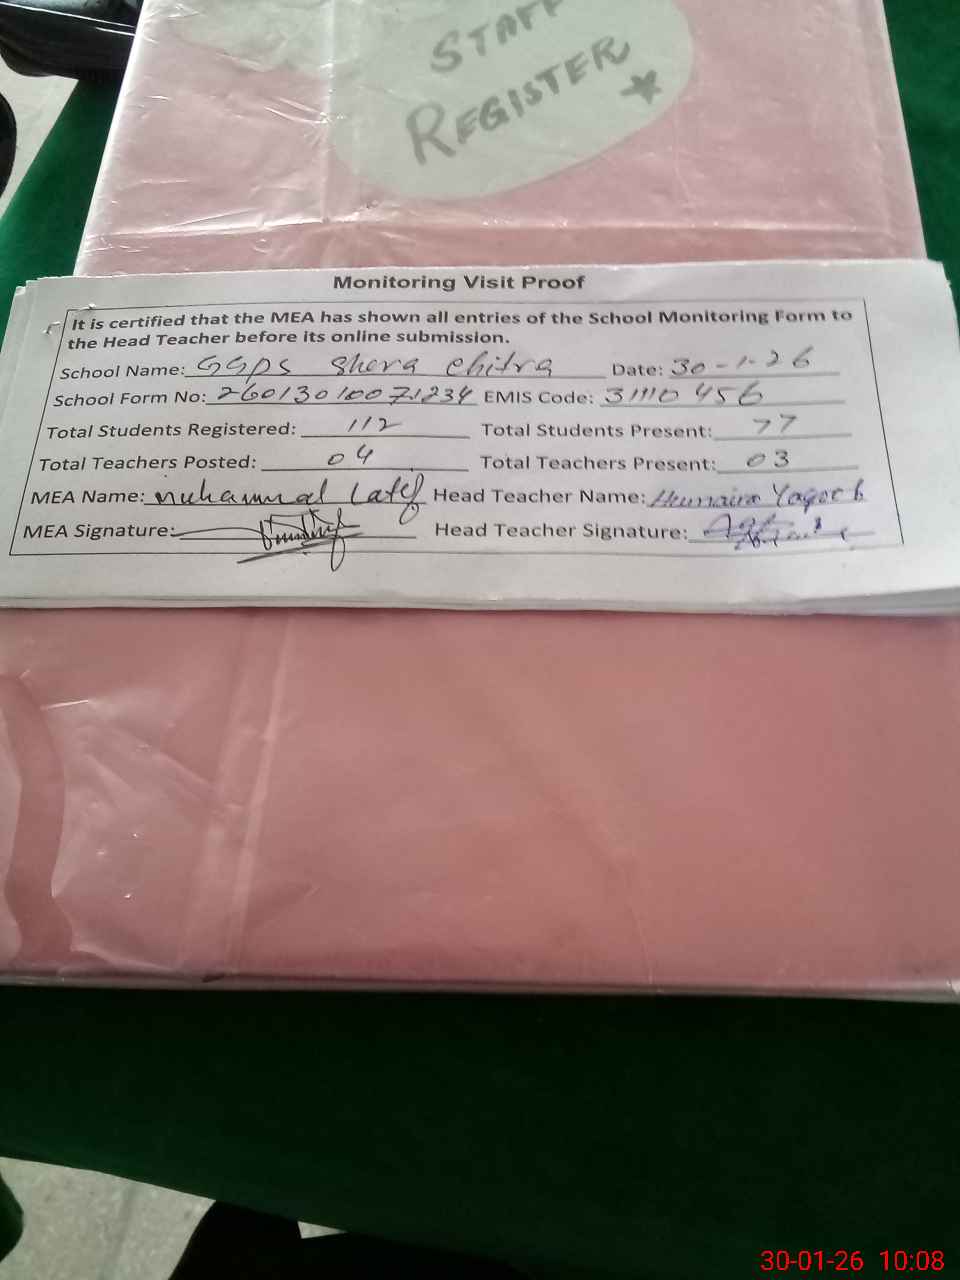 STAFF
REGISTER
Monitoring Visit Proof
It is certified that the MEA has shown all entries of the School Monitoring Form to
the Head Teacher before its online submission.
School Name: GGPS Shera Chitra Date: 30-1-26
School Form No: 26013010071234 EMIS Code: 31110456
Total Students Registered: 112 Total Students Present: 77
Total Teachers Posted: 04 Total Teachers Present: 03
MEA Name: muhammad Latif Head Teacher Name: Humaira Yaqoob
MEA Signature: Head Teacher Signature:
30-01-26 10:08